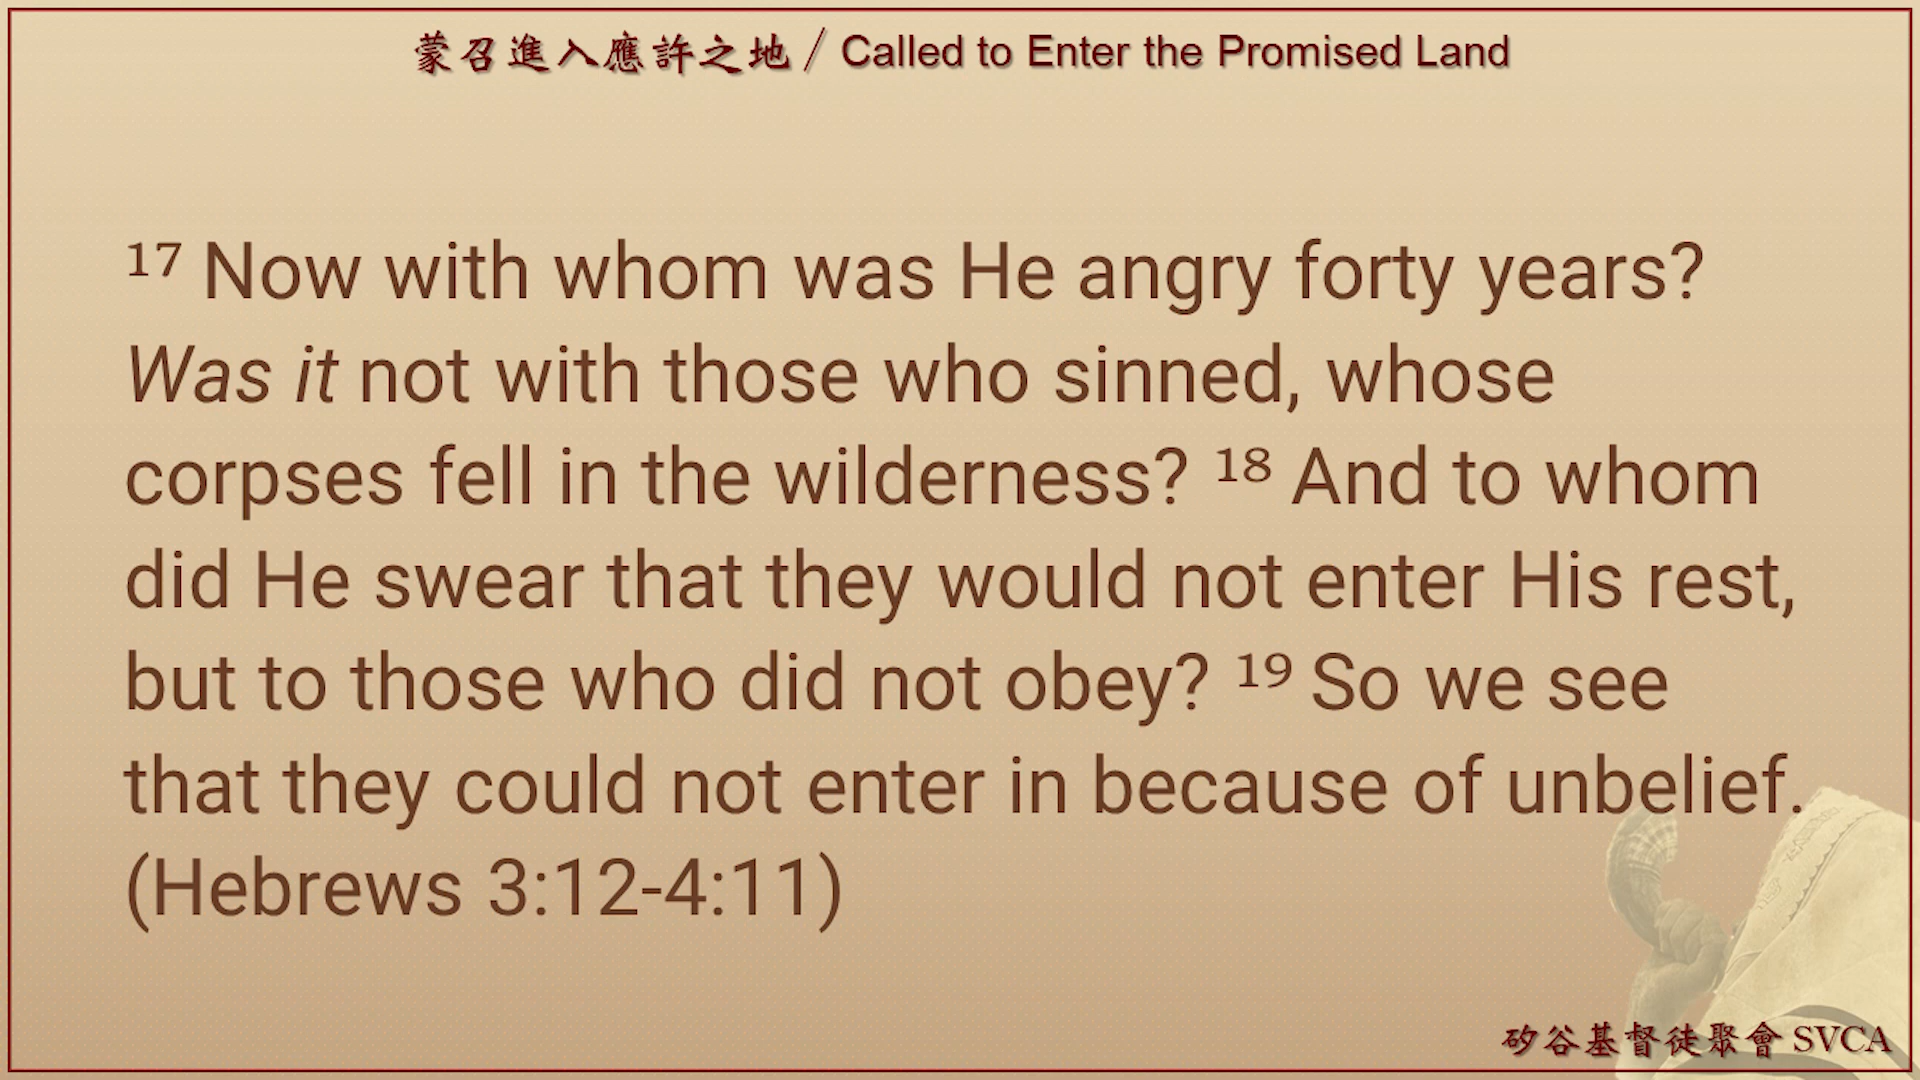 蒙召進入應許之地 / Called to Enter the Promised Land
17 Now with whom was He angry forty years?
Was it not with those who sinned, whose
corpses fell in the wilderness? 18 And to whom
did He swear that they would not enter His rest,
but to those who did not obey? 19 So we see
that they could not enter in because of unbelief.
(Hebrews 3:12-4:11)
矽谷基督徒聚會 SVCA